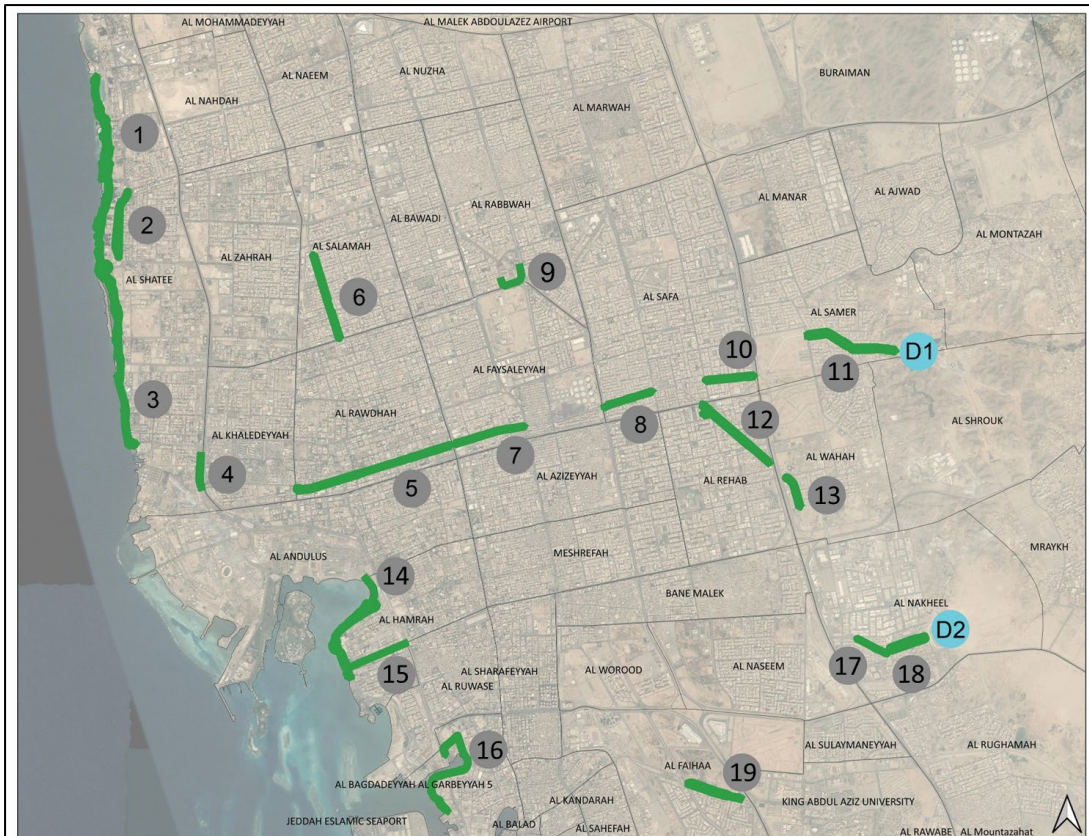 AL MOHAMMADEYYAH
AL MALEK ABDOULAZEZ AIRPORT
AL NAEEM
AL NUZHA
BURAIMAN
AL NAHDAH
AL MARWAH
1
AL MANAR
AL AJWAD
2
AL BAWADI
AL RABBWAH
AL MONTAZAH
AL SALAMAH
AL ZAHRAH
AL SHATEE
9
6
AL SAFA
AL SAMER
10
D1
AL FAYSALEYYAH
11
3
AL RAWDHAH
8
12
AL SHROUK
AL KHALEDEYYAH
7
AL WAHAH
4
5
AL AZIZEYYAH
AL REHAB
13
AL ANDULUS
MESHREFAH
MRAYKH
14
BANE MALEK
AL NAKHEEL
AL HAMRAH
D2
15
AL SHARAFEYYAH
AL WOROOD
AL NASEEM
17
18
AL RUWASE
16
AL SULAYMANEYYAH
AL RUGHAMAH
AL FAIHAA
19
AL BAGDADEYYAH AL GARBEYYAH 5
AL KANDARAH
KING ABDUL AZIZ UNIVERSITY
JEDDAH ESLAMIC SEAPORT
AL BALAD
AL SAHEFAH
AL RAWABE
AL Mountazahat